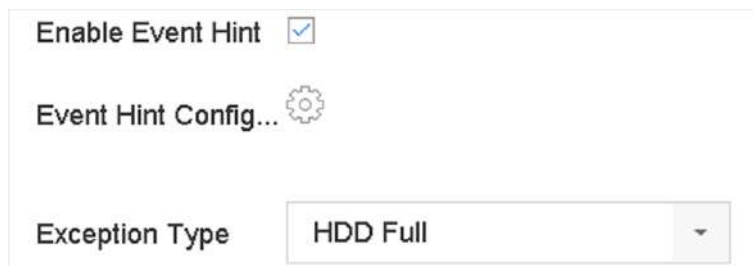 Enable Event Hint
Event Hint Config...
Exception Type HDD Full